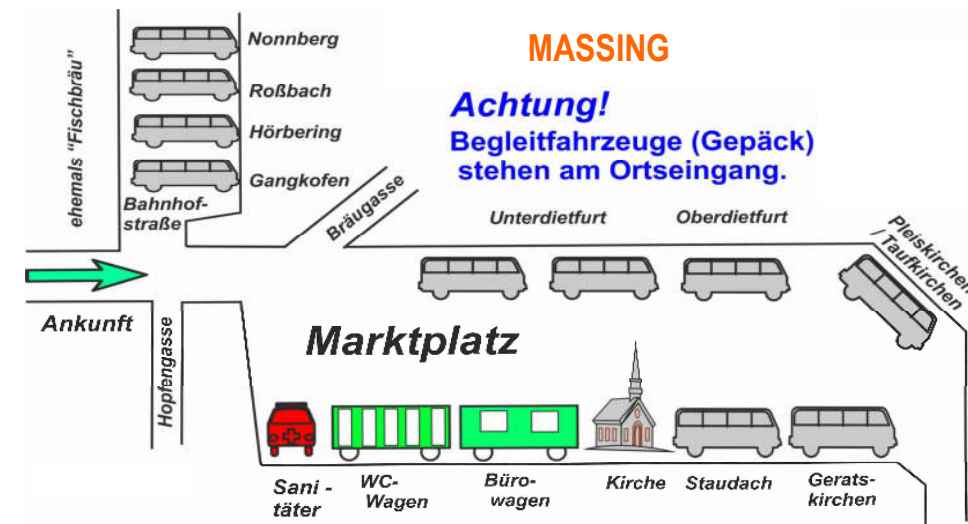 MASSING
Achtung!
Begleitfahrzeuge (Gepäck)
stehen am Ortseingang.
ehemals "Fischbräu"
Nonnberg
Roßbach
Hörbering
Gangkofen
Bahnhof-
straße
Bräugasse
Unterdietfurt
Oberdietfurt
Pleiskirchen
/Taufkirchen
Ankunft
Hopfengasse
Marktplatz
Sani -
täter
WC-
Wagen
Büro-
wagen
Kirche
Staudach
Gerats-
kirchen